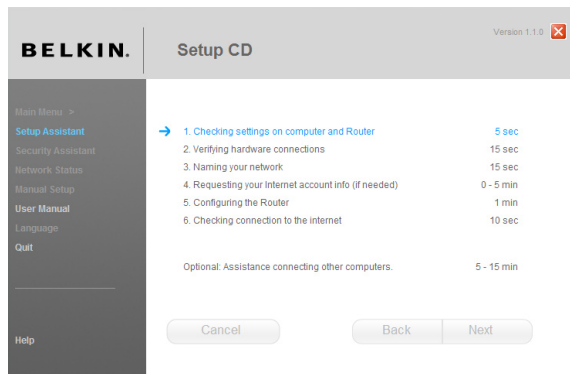 BELKIN.
Setup CD
Version 1.1.0
Main Menu >
Setup Assistant
Security Assistant
Network Status
Manual Setup
User Manual
Language
Quit
Help
1. Checking settings on computer and Router 5 sec
2. Verifying hardware connections 15 sec
3. Naming your network 15 sec
4. Requesting your Internet account info (if needed) 0 - 5 min
5. Configuring the Router 1 min
6. Checking connection to the internet 10 sec
Optional: Assistance connecting other computers. 5 - 15 min
Cancel Back Next